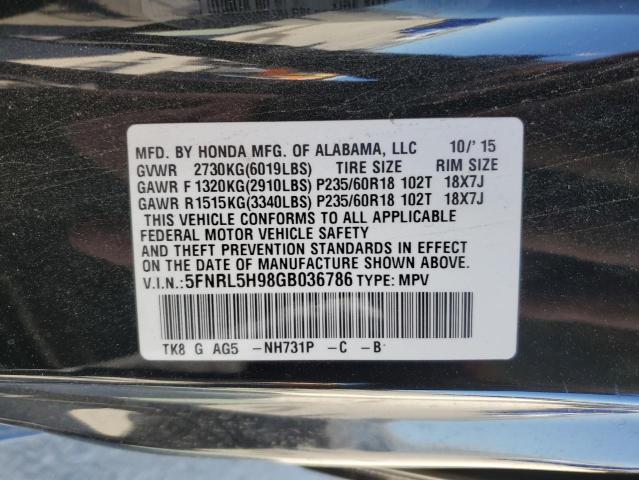 MFD. BY HONDA MFG. OF ALABAMA, LLC 10/'15
GVWR 2730KG(6019LBS) TIRE SIZE RIM SIZE
GAWR F 1320KG(2910LBS) P235/60R18 102T 18X7J
GAWR R 1515KG(3340LBS) P235/60R18 102T 18X7J
THIS VEHICLE CONFORMS TO ALL APPLICABLE
FEDERAL MOTOR VEHICLE SAFETY
AND THEFT PREVENTION STANDARDS IN EFFECT
ON THE DATE OF MANUFACTURE SHOWN ABOVE.
V.I.N.:5FNRL5H98GB036786 TYPE:MPV
TK8 G AG5 -NH731P -C -B